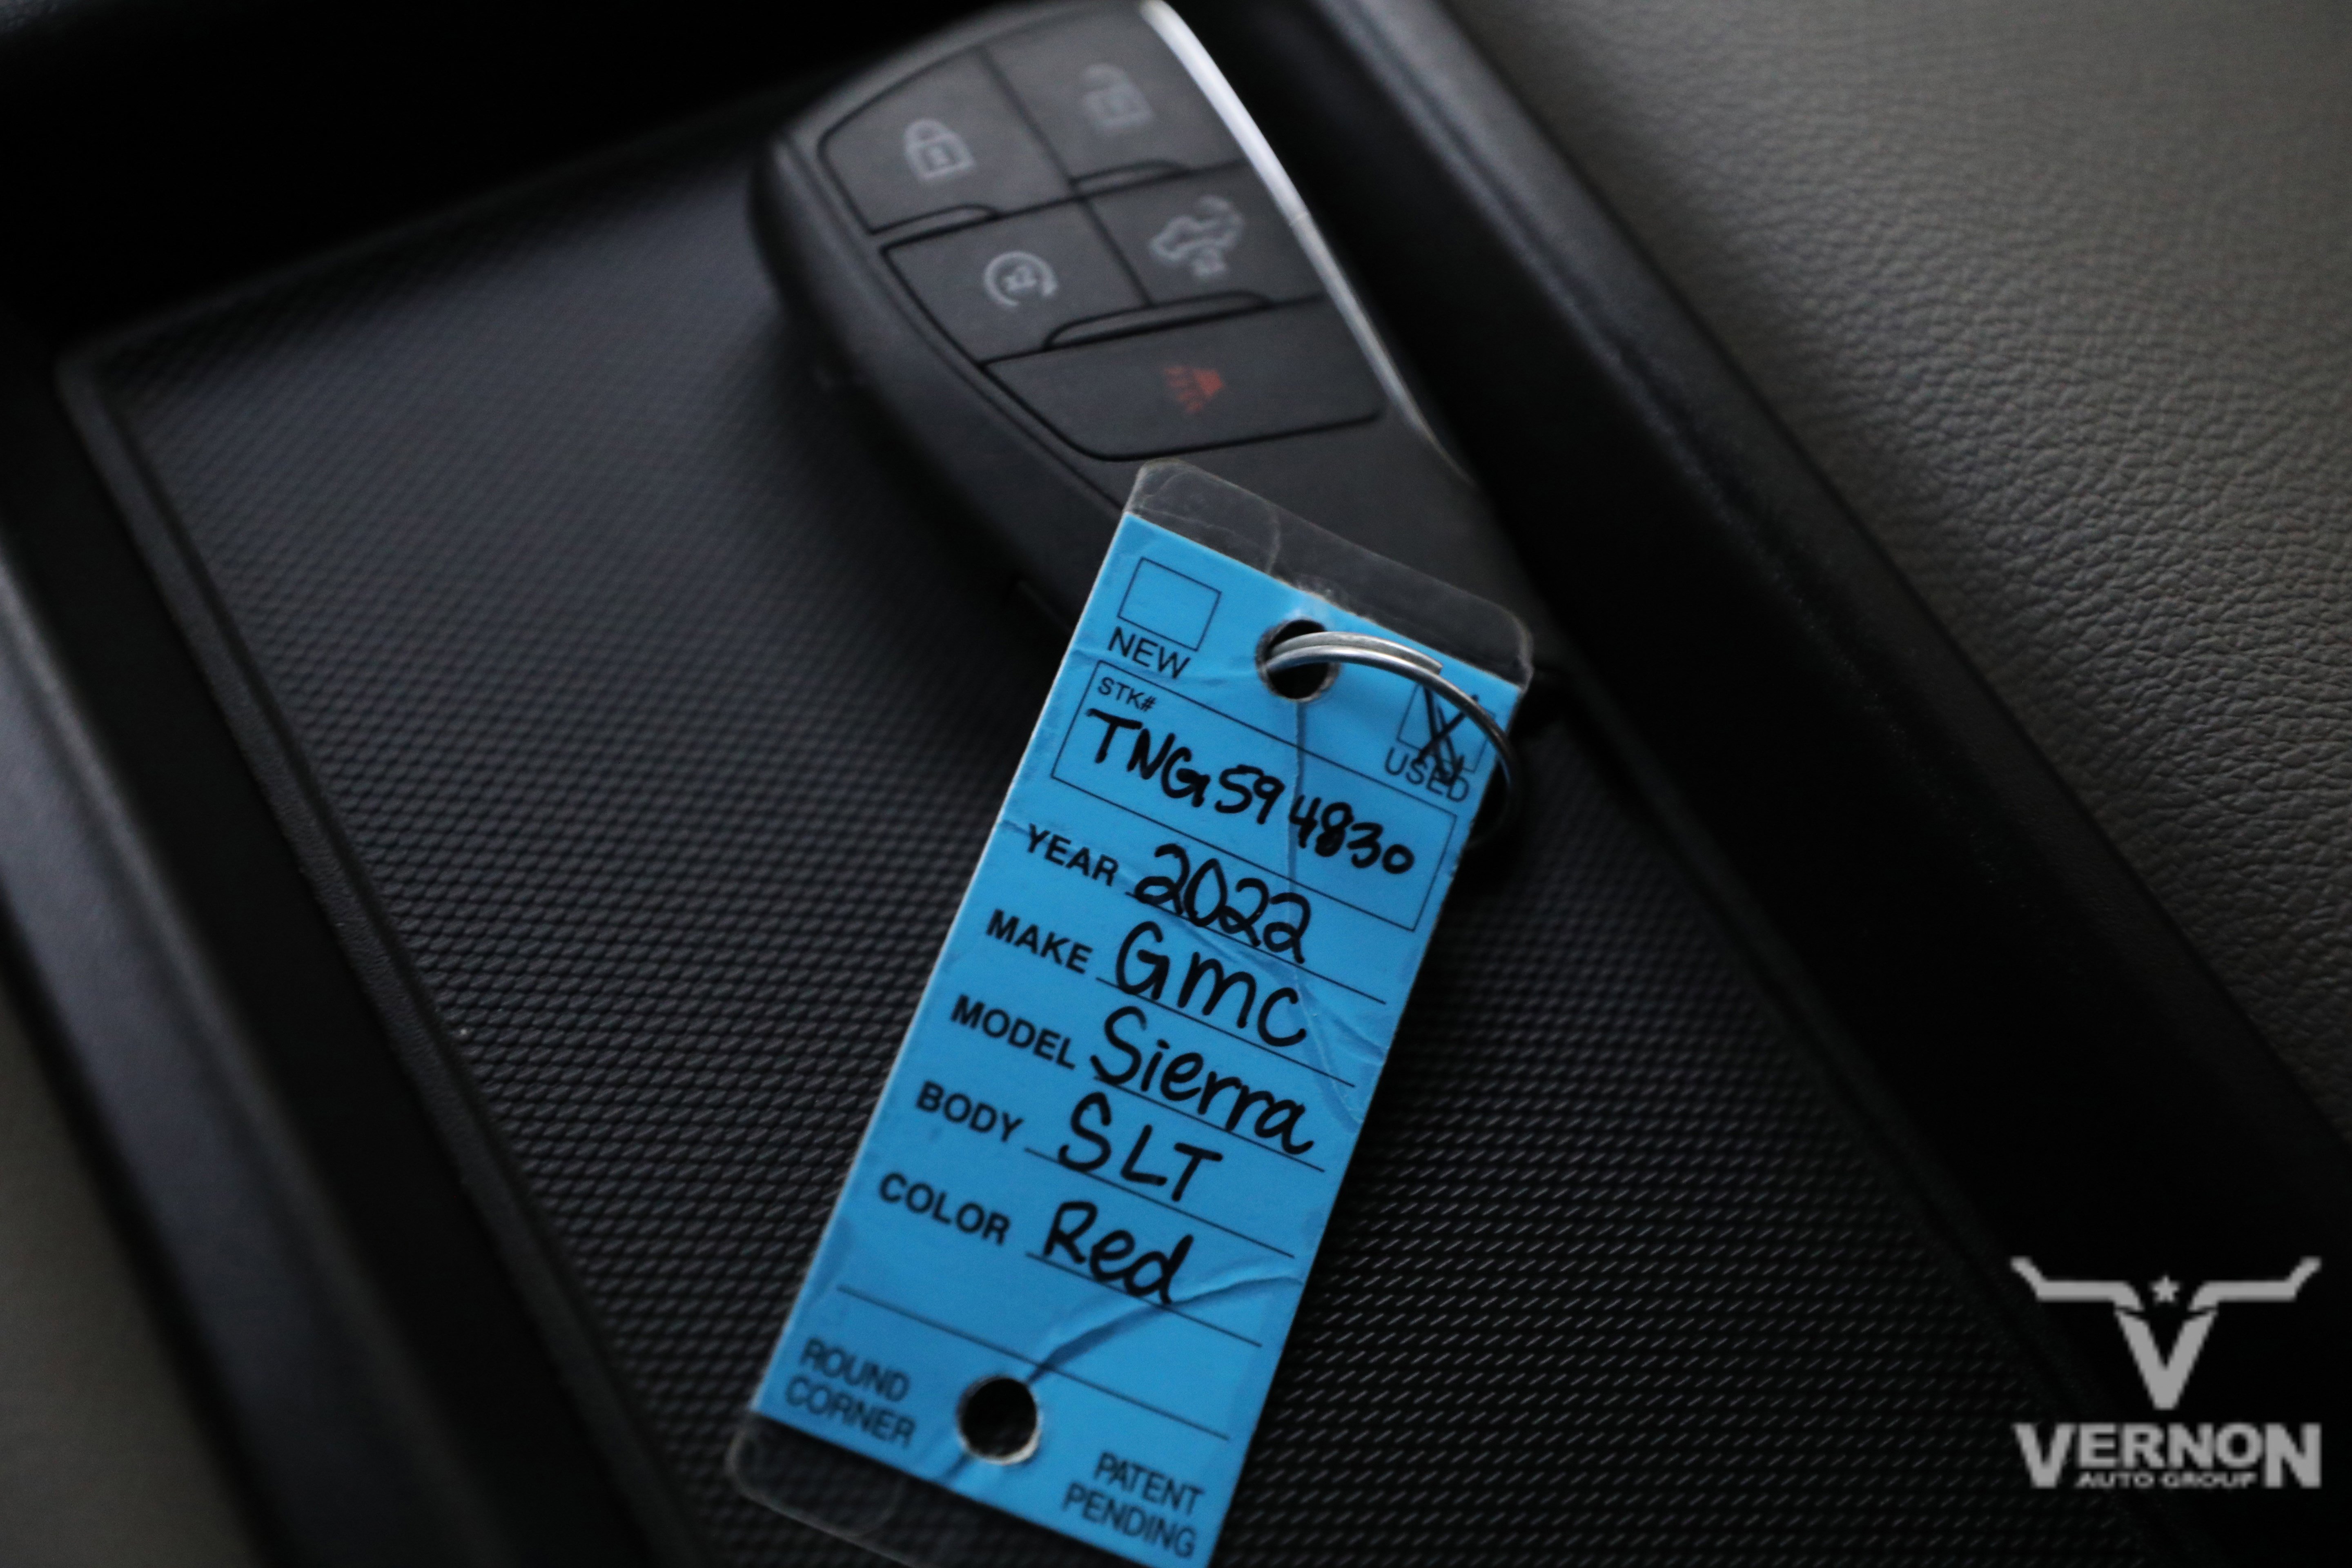 NEW
USED
STK#
TNG594830
YEAR 2022
MAKE GMC
MODEL Sierra
BODY SLT
COLOR Red
ROUND
CORNER
PATENT
PENDING
VERNON
AUTO GROUP